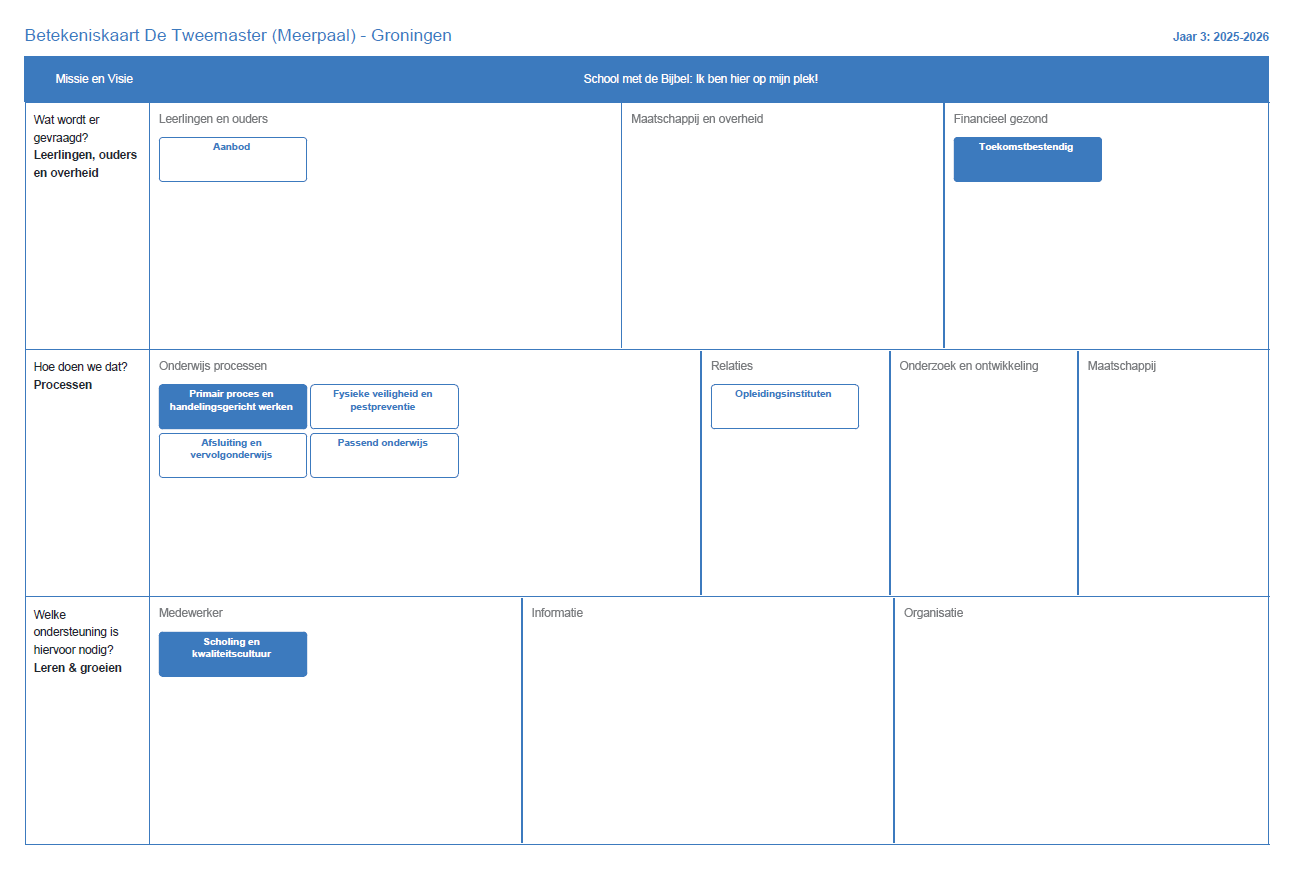 Betekeniskaart De Tweemaster (Meerpaal) - Groningen
Jaar 3: 2025-2026
Missie en Visie
School met de Bijbel: Ik ben hier op mijn plek!
Wat wordt er
gevraagd?
Leerlingen, ouders
en overheid
Leerlingen en ouders
Aanbod
Maatschappij en overheid
Financieel gezond
Toekomstbestendig
Hoe doen we dat?
Processen
Onderwijs processen
Primair proces en
handelingsgericht werken
Fysieke veiligheid en
pestpreventie
Afsluiting en
vervolgonderwijs
Passend onderwijs
Relaties
Opleidingsinstituten
Onderzoek en ontwikkeling
Maatschappij
Welke
ondersteuning is
hiervoor nodig?
Leren & groeien
Medewerker
Scholing en
kwaliteitscultuur
Informatie
Organisatie